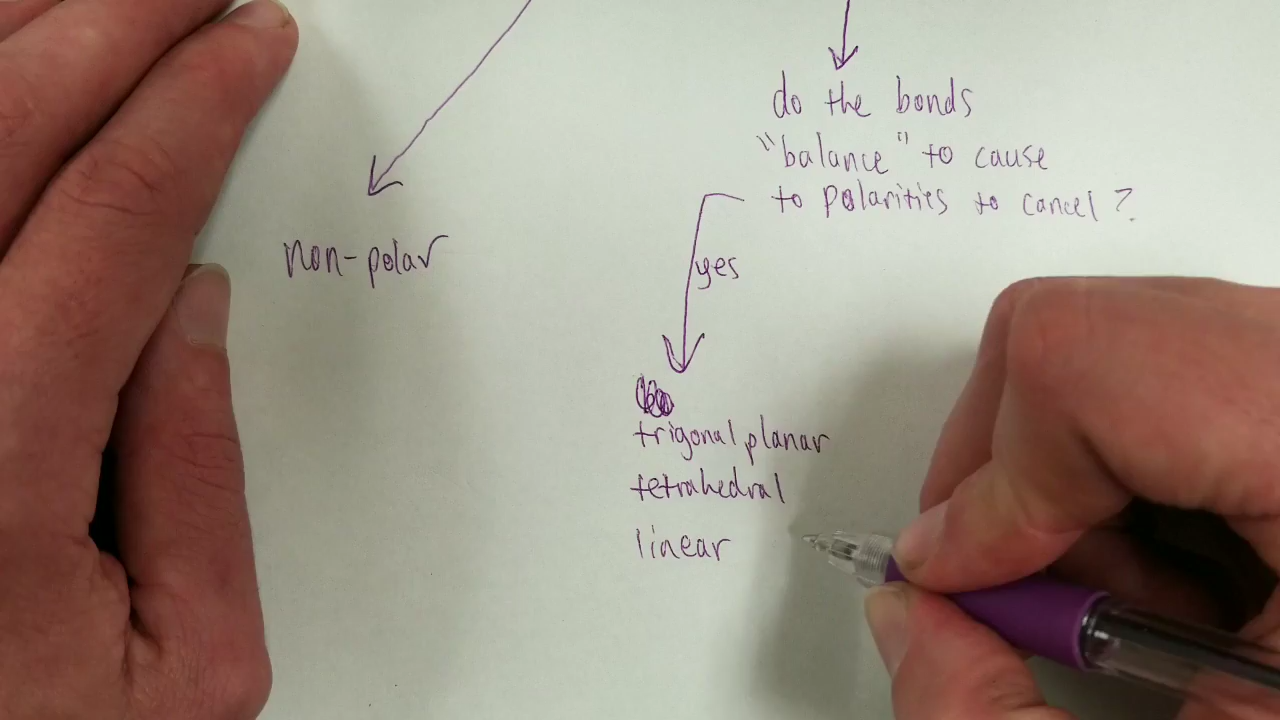 do the bonds
"balance" to cause
to polarities to cancel?
yes
non-polar
trigonal planar
tetrahedral
linear